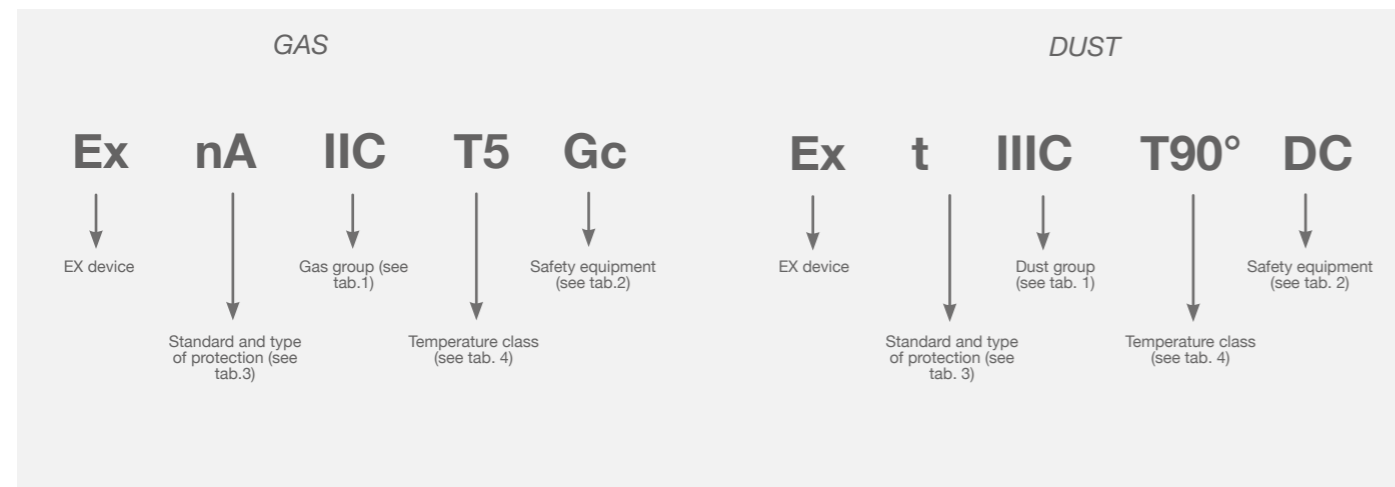 GAS
Ex nA IIC T5 Gc
EX device
Gas group (see
tab.1)
Safety equipment
(see tab.2)
Standard and type
of protection (see
tab.3)
Temperature class
(see tab. 4)
DUST
Ex t IIIC T90° DC
EX device
Dust group
(see tab. 1)
Safety equipment
(see tab. 2)
Standard and type
of protection (see
tab. 3)
Temperature class
(see tab. 4)